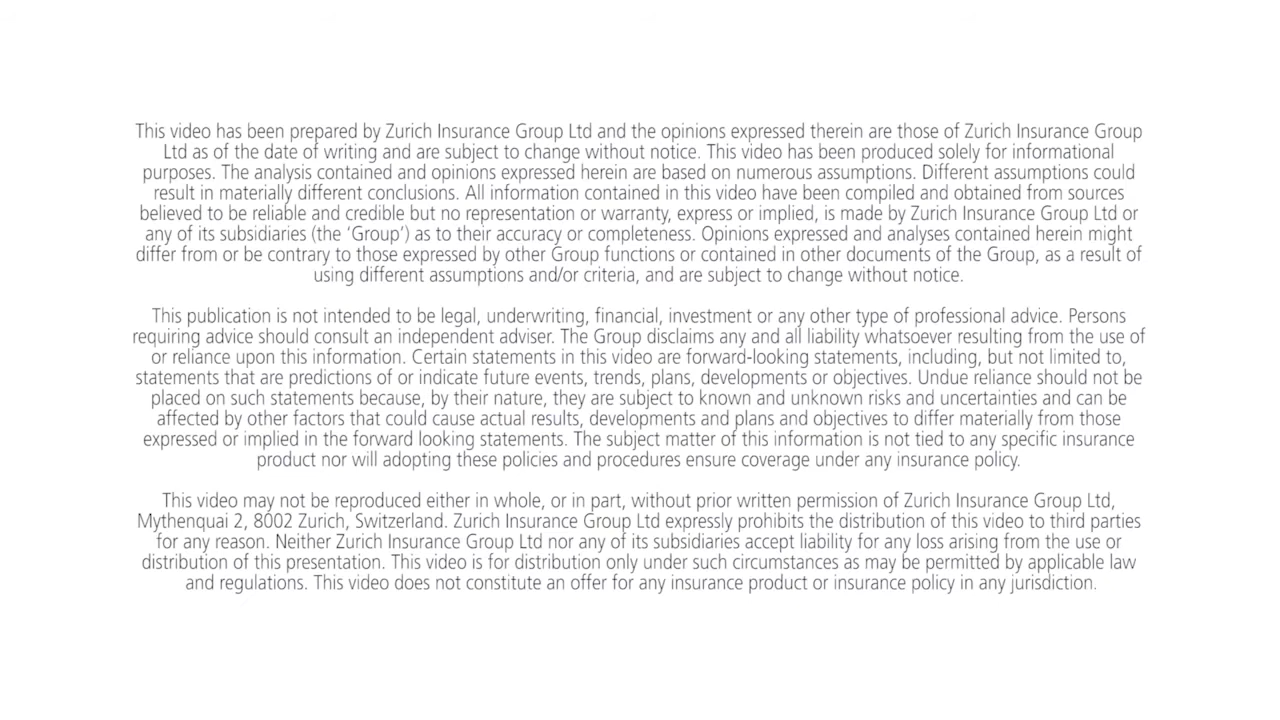 This video has been prepared by Zurich Insurance Group Ltd and the opinions expressed therein are those of Zurich Insurance Group
Ltd as of the date of writing and are subject to change without notice. This video has been produced solely for informational
purposes. The analysis contained and opinions expressed herein are based on numerous assumptions. Different assumptions could
result in materially different conclusions. All information contained in this video have been compiled and obtained from sources
believed to be reliable and credible but no representation or warranty, express or implied, is made by Zurich Insurance Group Ltd or
any of its subsidiaries (the ‘Group’) as to their accuracy or completeness. Opinions expressed and analyses contained herein might
differ from or be contrary to those expressed by other Group functions or contained in other documents of the Group, as a result of
using different assumptions and/or criteria, and are subject to change without notice.
This publication is not intended to be legal, underwriting, financial, investment or any other type of professional advice. Persons
requiring advice should consult an independent adviser. The Group disclaims any and all liability whatsoever resulting from the use of
or reliance upon this information. Certain statements in this video are forward-looking statements, including, but not limited to,
statements that are predictions of or indicate future events, trends, plans, developments or objectives. Undue reliance should not be
placed on such statements because, by their nature, they are subject to known and unknown risks and uncertainties and can be
affected by other factors that could cause actual results, developments and plans and objectives to differ materially from those
expressed or implied in the forward looking statements. The subject matter of this information is not tied to any specific insurance
product nor will adopting these policies and procedures ensure coverage under any insurance policy.
This video may not be reproduced either in whole, or in part, without prior written permission of Zurich Insurance Group Ltd,
Mythenquai 2, 8002 Zurich, Switzerland. Zurich Insurance Group Ltd expressly prohibits the distribution of this video to third parties
for any reason. Neither Zurich Insurance Group Ltd nor any of its subsidiaries accept liability for any loss arising from the use or
distribution of this presentation. This video is for distribution only under such circumstances as may be permitted by applicable law
and regulations. This video does not constitute an offer for any insurance product or insurance policy in any jurisdiction.